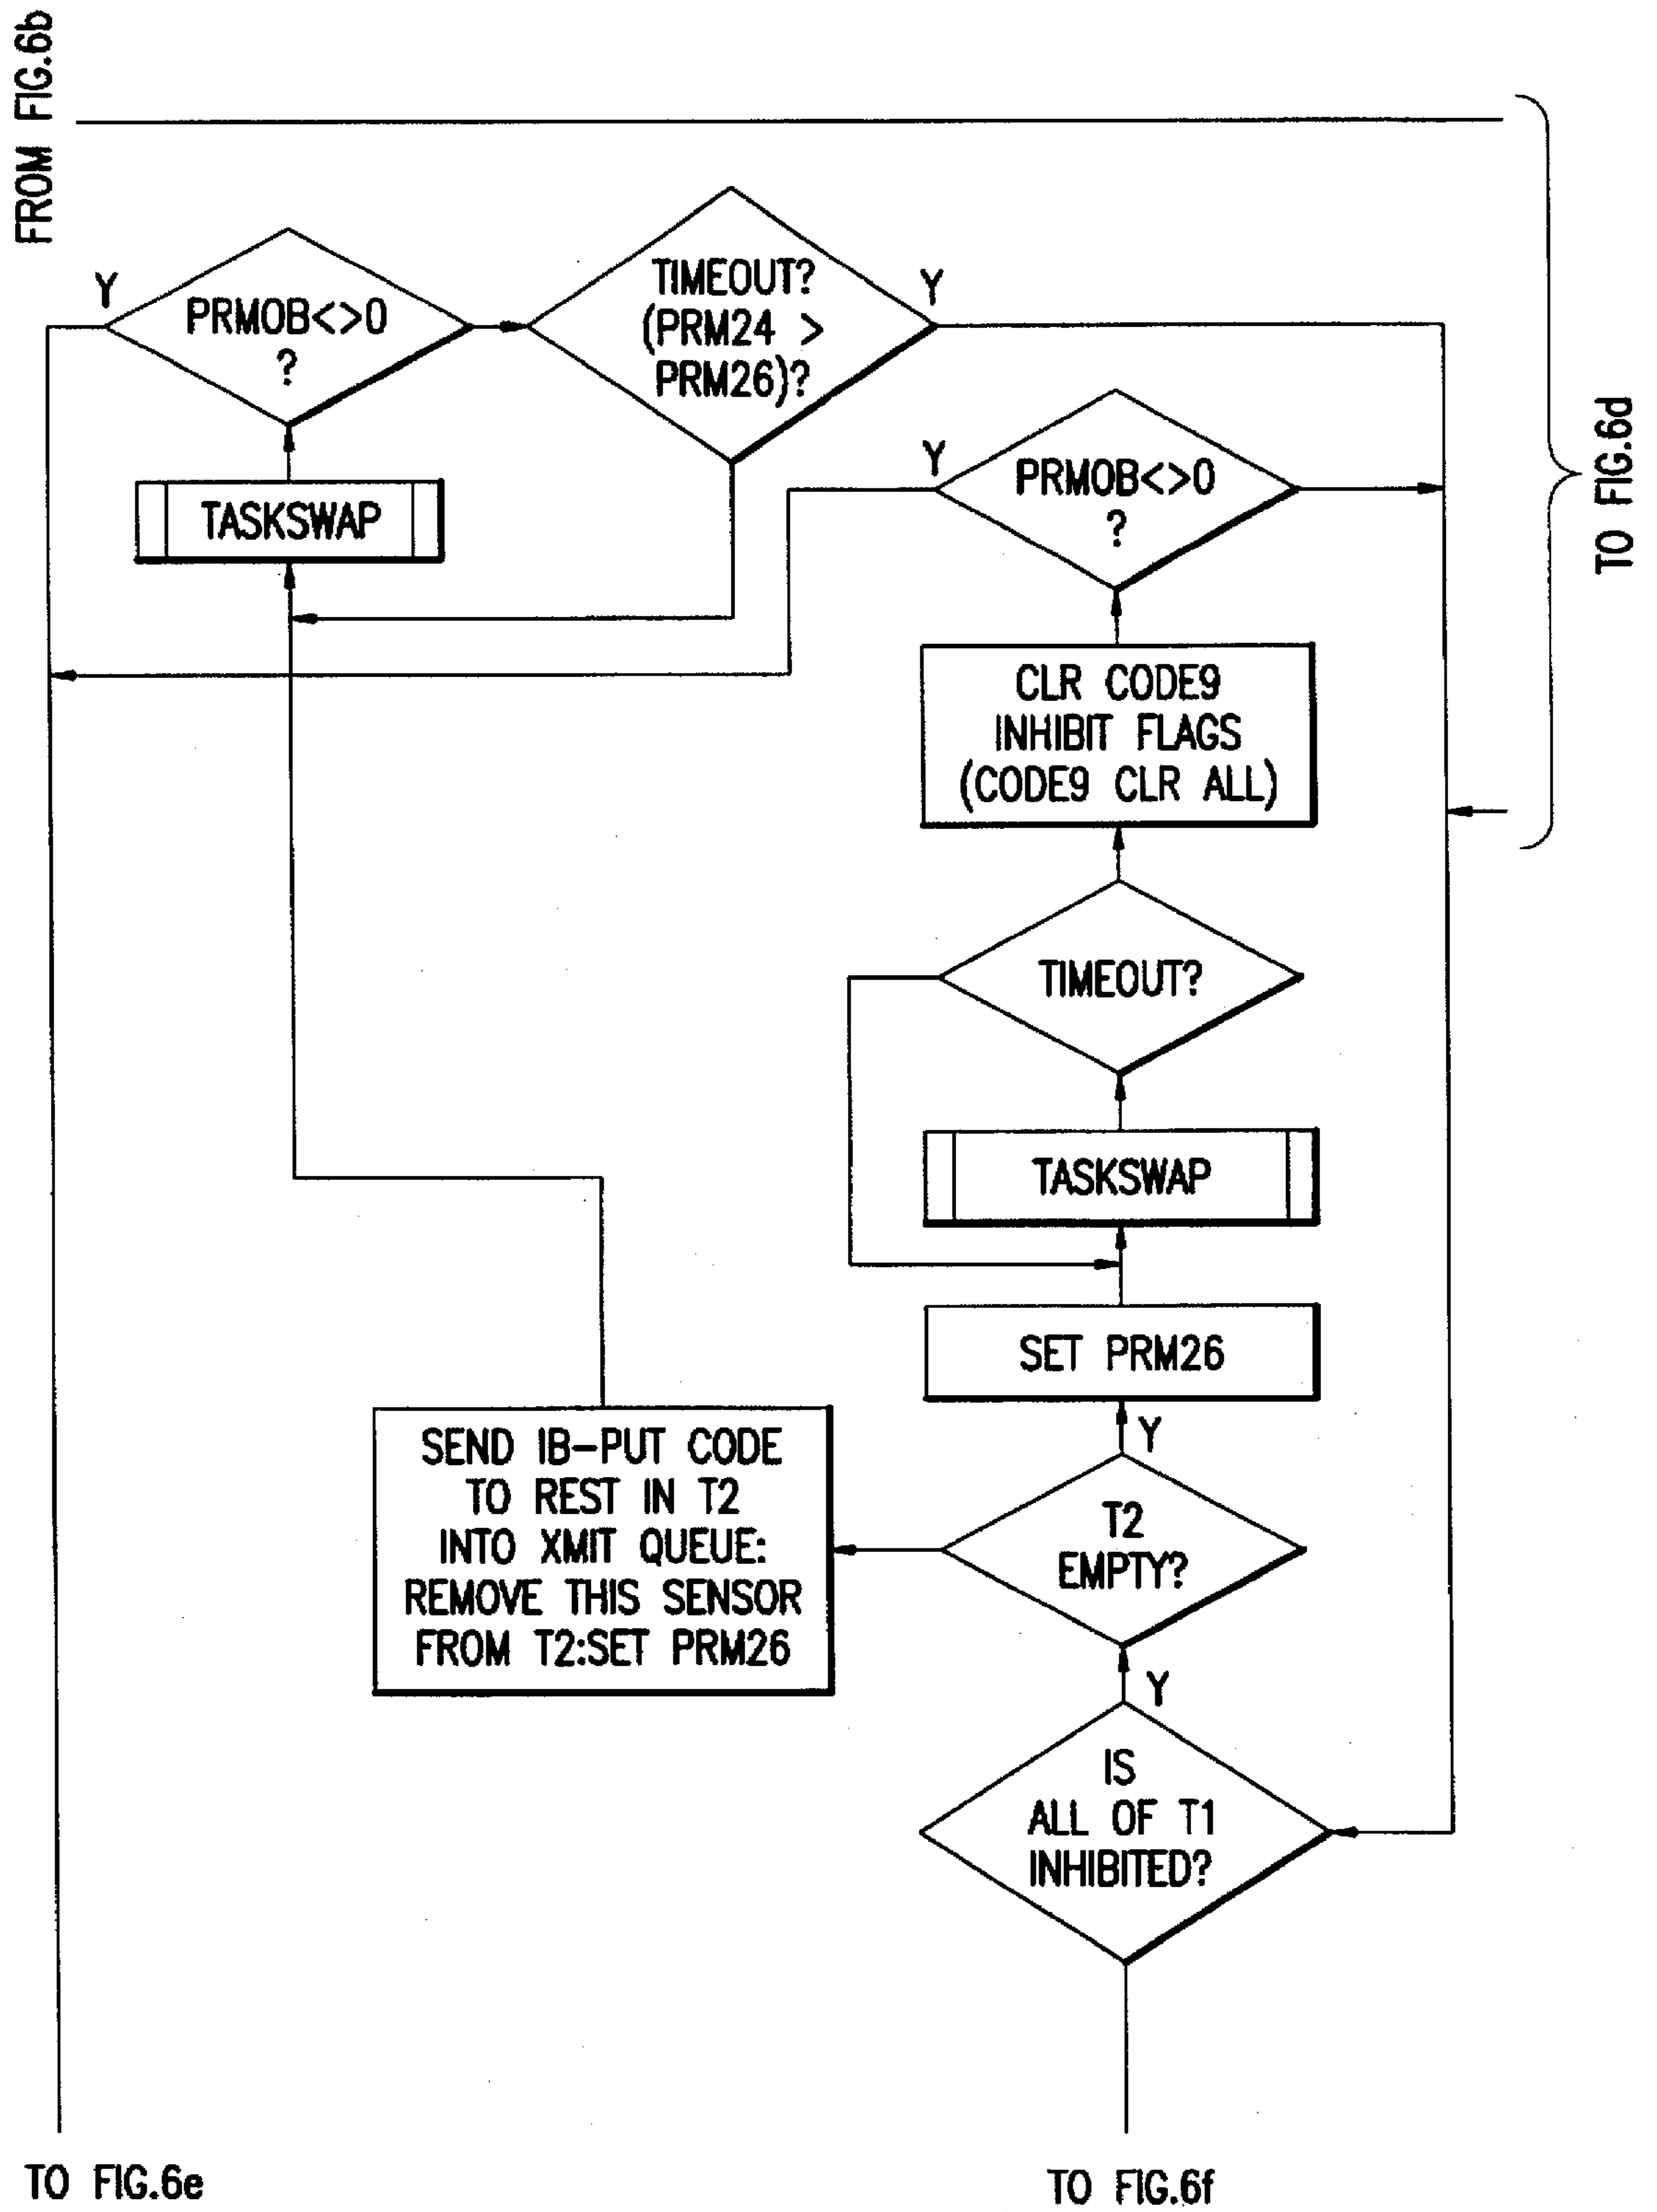 FROM FIG.6b
Y
PRMOB<>0
?
TIMEOUT?
(PRM24 >
PRM26)?
Y
TASKSWAP
Y
PRMOB<>0
?
TO FIG.6d
CLR CODE9
INHIBIT FLAGS
(CODE9 CLR ALL)
TIMEOUT?
TASKSWAP
SET PRM26
Y
SEND IB-PUT CODE
TO REST IN T2
INTO XMIT QUEUE:
REMOVE THIS SENSOR
FROM T2:SET PRM26
T2
EMPTY?
Y
IS
ALL OF T1
INHIBITED?
TO FIG.6e
TO FIG.6f